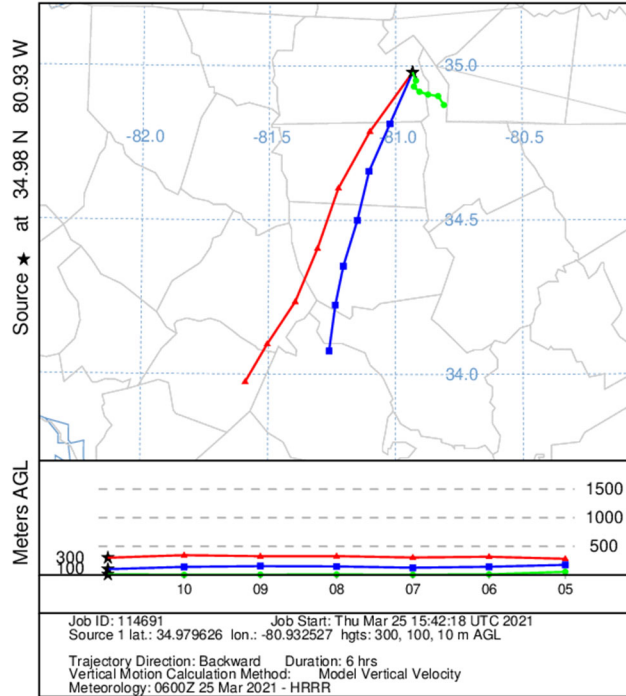 Source ★ at 34.98 N 80.93 W
35.0
-82.0
-81.5
-81.0
-80.5
34.5
34.0
Meters AGL
1500
1000
500
300
100
10
09
08
07
06
05
Job ID: 114691 Job Start: Thu Mar 25 15:42:18 UTC 2021
Source 1 lat.: 34.979626 lon.: -80.932527 hgts: 300, 100, 10 m AGL
Trajectory Direction: Backward Duration: 6 hrs
Vertical Motion Calculation Method: Model Vertical Velocity
Meteorology: 0600Z 25 Mar 2021 - HRRR